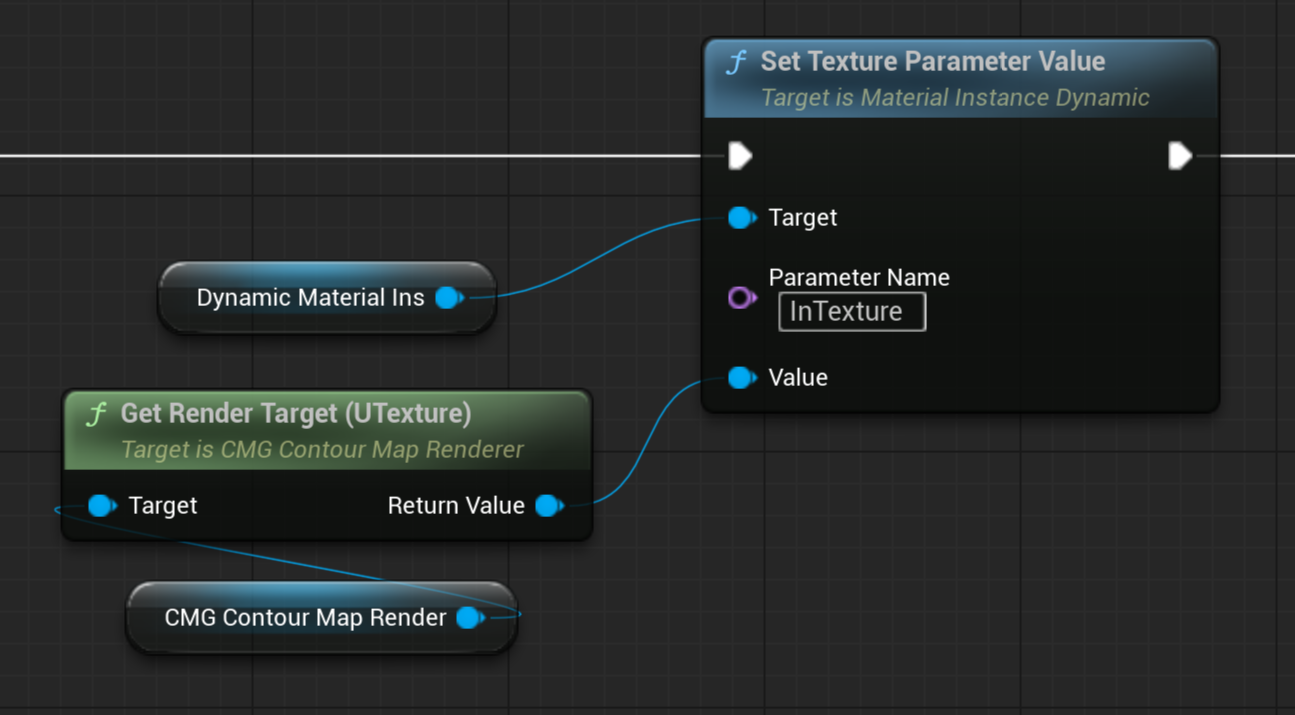 Set Texture Parameter Value
Target is Material Instance Dynamic
Target
Dynamic Material Ins
Parameter Name
InTexture
Value
Get Render Target (UTexture)
Target is CMG Contour Map Renderer
Target
Return Value
CMG Contour Map Render